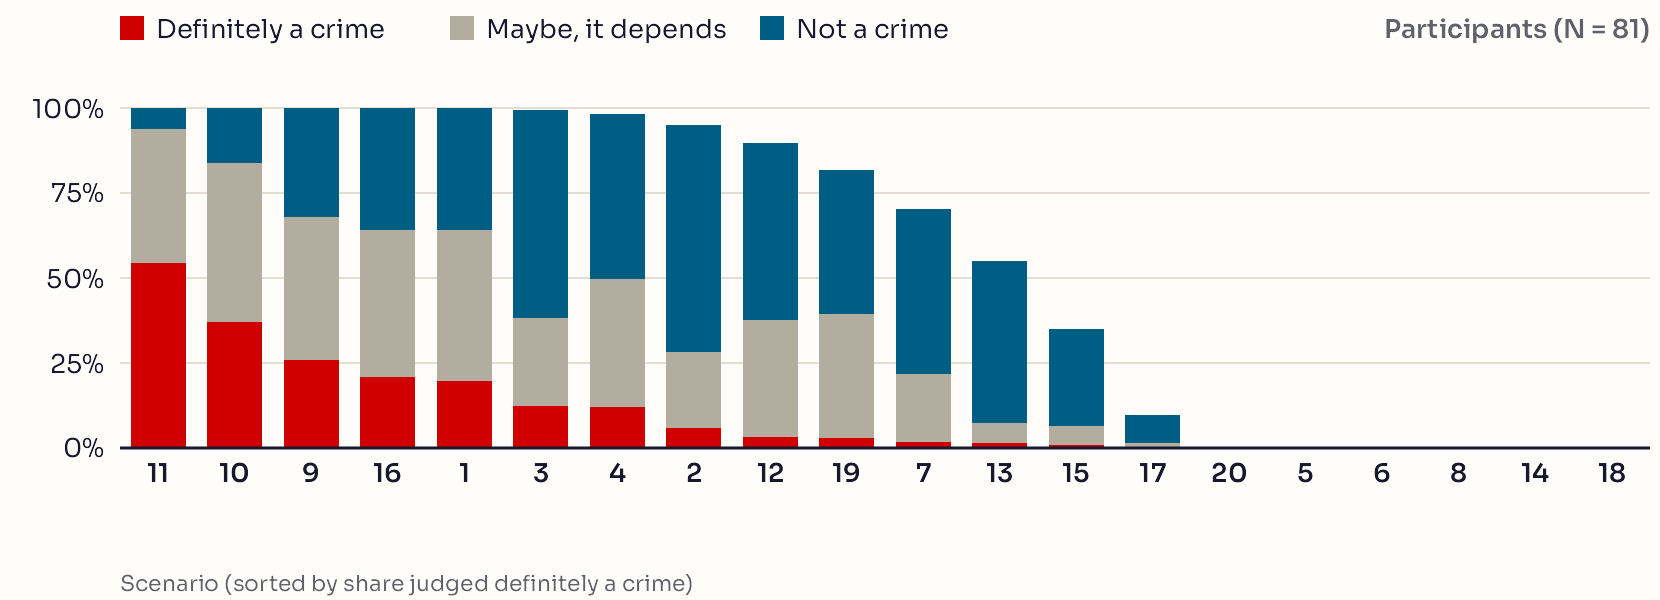 Definitely a crime Maybe, it depends Not a crime Participants (N = 81)
100%
75%
50%
25%
0%
11 10 9 16 1 3 4 2 12 19 7 13 15 17 20 5 6 8 14 18
Scenario (sorted by share judged definitely a crime)